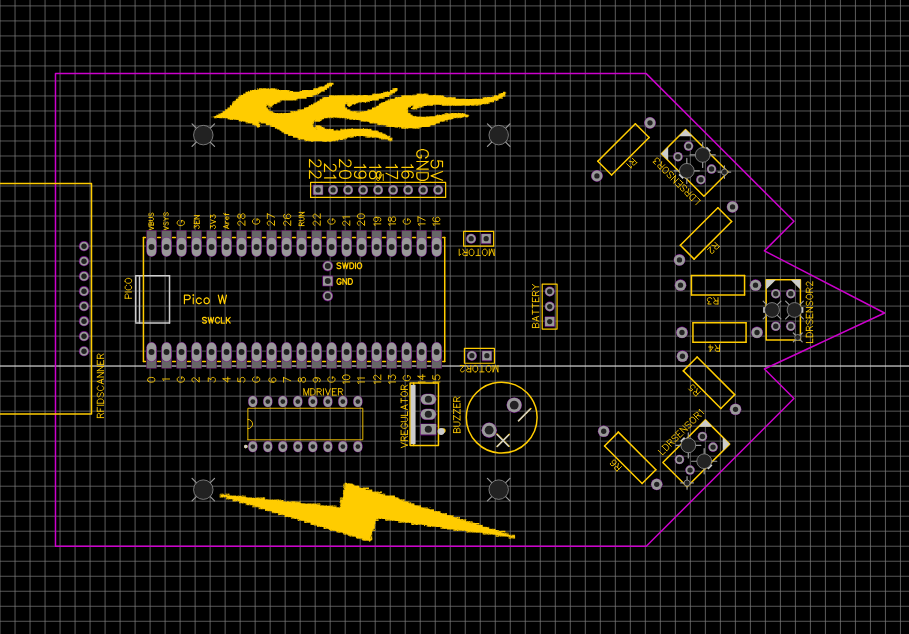 22
21
20
19
18
17
16
GND
5V
VBUS
VSYS
G
3EN
3V3
Aref
28
G
27
26
RUN
22
G
21
20
19
18
G
17
16
R1
LDRSENSOR3
R2
MOTOR1
SWDIO
GND
PICO
Pico W
SWCLK
BATTERY
R3
LDRSENSOR2
R4
MOTOR2
RFIDSCANNER
0
1
G
2
3
4
5
G
6
7
8
9
G
10
11
12
13
G
14
15
MDRIVER
VREGULATOR
BUZZER
R5
LDRSENSOR1
R6